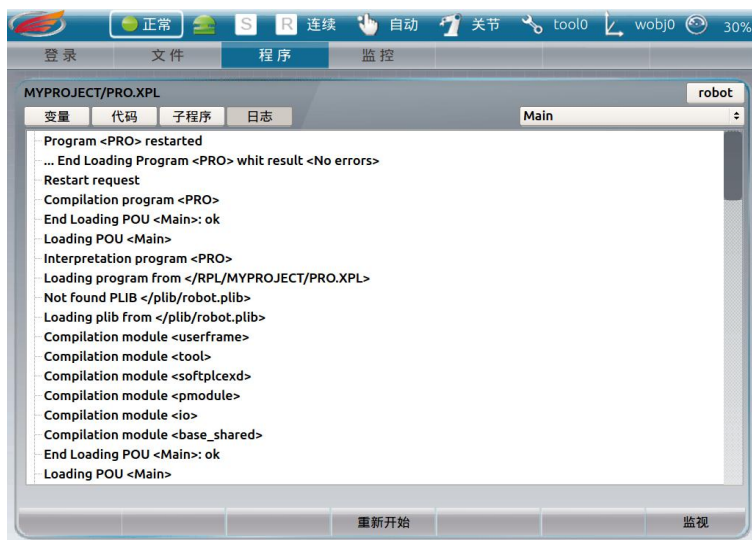 正常 S R 连续 自动 关节 tool0 wobj0 30%
登录 文件 程序 监控
MYPROJECT/PRO.XPL robot
变量 代码 子程序 日志 Main
Program <PRO> restarted
... End Loading Program <PRO> whit result <No errors>
Restart request
Compilation program <PRO>
End Loading POU <Main>: ok
Loading POU <Main>
Interpretation program <PRO>
Loading program from </RPL/MYPROJECT/PRO.XPL>
Not found PLIB </plib/robot.plib>
Loading plib from </plib/robot.plib>
Compilation module <userframe>
Compilation module <tool>
Compilation module <softplcexd>
Compilation module <pmodule>
Compilation module <io>
Compilation module <base_shared>
End Loading POU <Main>: ok
Loading POU <Main>
重新开始 监视